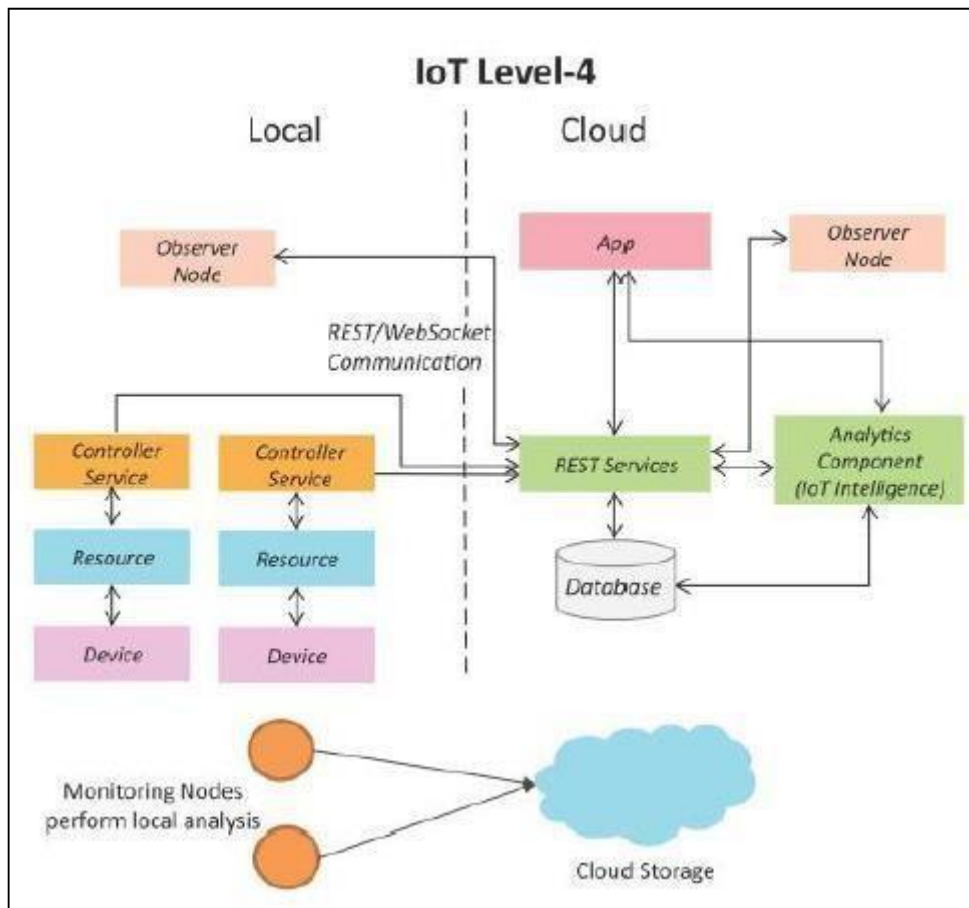 IoT Level-4
Local
Cloud
Observer
Node
App
Observer
Node
REST/WebSocket
Communication
Controller
Service
Controller
Service
REST Services
Analytics
Component
(IoT Intelligence)
Resource
Resource
Database
Device
Device
Monitoring Nodes
perform local analysis
Cloud Storage